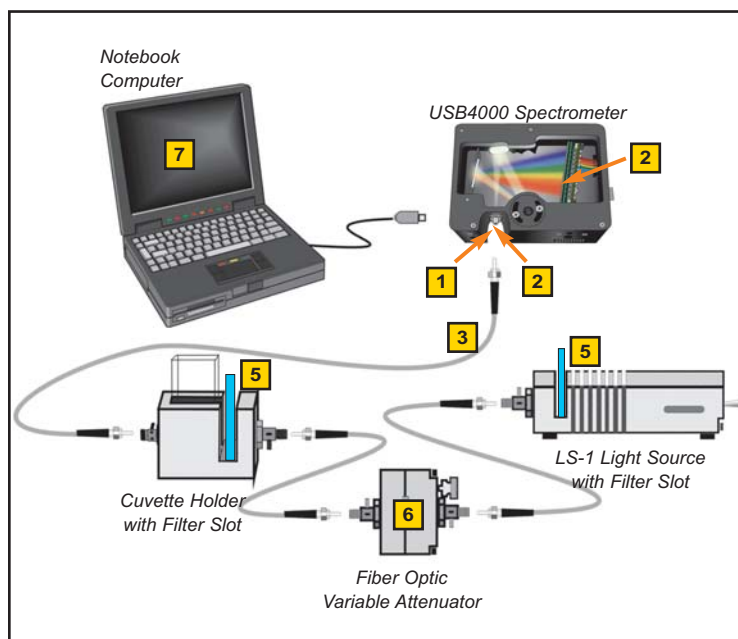 Notebook
Computer
USB4000 Spectrometer
7
2
1
2
3
5
5
LS-1 Light Source
with Filter Slot
Cuvette Holder
with Filter Slot
6
Fiber Optic
Variable Attenuator